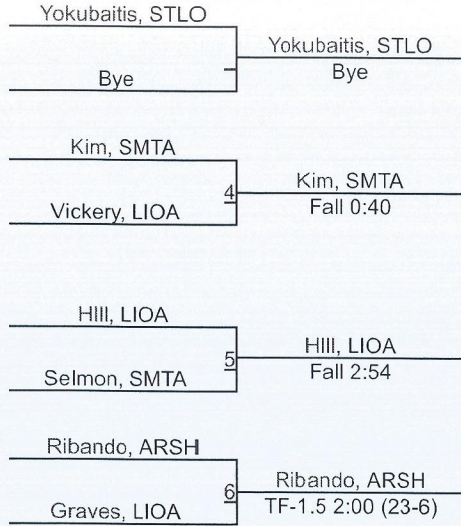 Yokubaitis, STLO
Yokubaitis, STLO
Bye
Bye
Kim, SMTA
4
Kim, SMTA
Fall 0:40
Vickery, LIOA
HIll, LIOA
5
HIll, LIOA
Fall 2:54
Selmon, SMTA
Ribando, ARSH
6
Ribando, ARSH
TF-1.5 2:00 (23-6)
Graves, LIOA